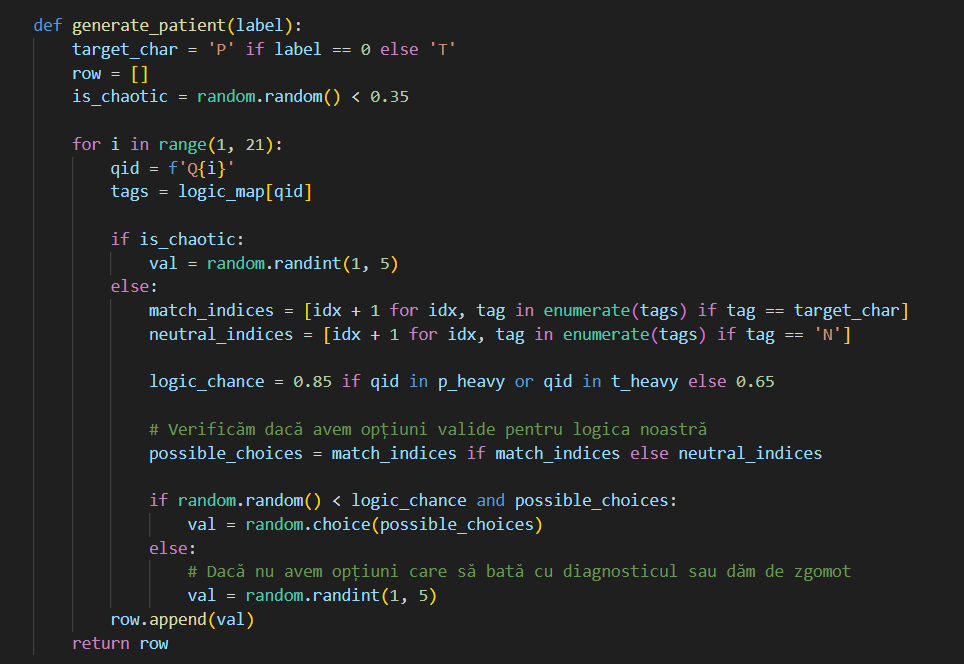 def generate_patient(label):
    target_char = 'P' if label == 0 else 'T'
    row = []
    is_chaotic = random.random() < 0.35

    for i in range(1, 21):
        qid = f'Q{i}'
        tags = logic_map[qid]

        if is_chaotic:
            val = random.randint(1, 5)
        else:
            match_indices = [idx + 1 for idx, tag in enumerate(tags) if tag == target_char]
            neutral_indices = [idx + 1 for idx, tag in enumerate(tags) if tag == 'N']

            logic_chance = 0.85 if qid in p_heavy or qid in t_heavy else 0.65

            # Verificăm dacă avem opțiuni valide pentru logica noastră
            possible_choices = match_indices if match_indices else neutral_indices

            if random.random() < logic_chance and possible_choices:
                val = random.choice(possible_choices)
            else:
                # Dacă nu avem opțiuni care să bată cu diagnosticul sau dăm de zgomot
                val = random.randint(1, 5)
        row.append(val)
    return row